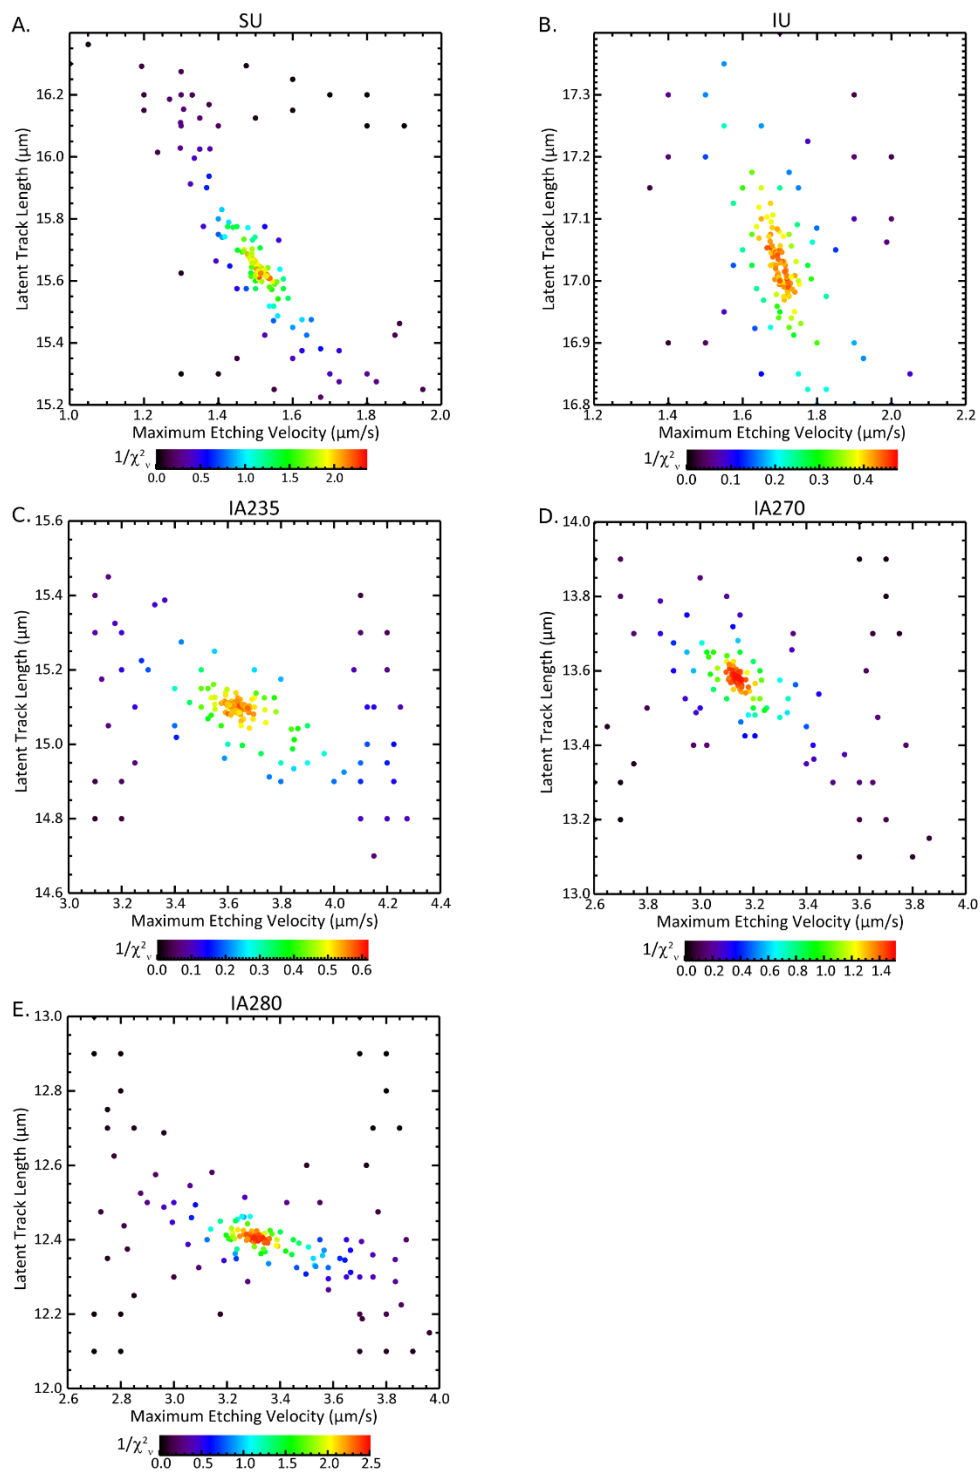 A. SU
Latent Track Length (µm)
16.2
16.0
15.8
15.6
15.4
15.2
1.0 1.2 1.4 1.6 1.8 2.0
Maximum Etching Velocity (µm/s)
1/χ²ᵥ
0.0 0.5 1.0 1.5 2.0
B. IU
Latent Track Length (µm)
17.3
17.2
17.1
17.0
16.9
16.8
1.2 1.4 1.6 1.8 2.0 2.2
Maximum Etching Velocity (µm/s)
1/χ²ᵥ
0.0 0.1 0.2 0.3 0.4
C. IA235
Latent Track Length (µm)
15.6
15.4
15.2
15.0
14.8
14.6
3.0 3.2 3.4 3.6 3.8 4.0 4.2 4.4
Maximum Etching Velocity (µm/s)
1/χ²ᵥ
0.0 0.1 0.2 0.3 0.4 0.5 0.6
D. IA270
Latent Track Length (µm)
14.0
13.8
13.6
13.4
13.2
13.0
2.6 2.8 3.0 3.2 3.4 3.6 3.8 4.0
Maximum Etching Velocity (µm/s)
1/χ²ᵥ
0.0 0.2 0.4 0.6 0.8 1.0 1.2 1.4
E. IA280
Latent Track Length (µm)
13.0
12.8
12.6
12.4
12.2
12.0
2.6 2.8 3.0 3.2 3.4 3.6 3.8 4.0
Maximum Etching Velocity (µm/s)
1/χ²ᵥ
0.0 0.5 1.0 1.5 2.0 2.5